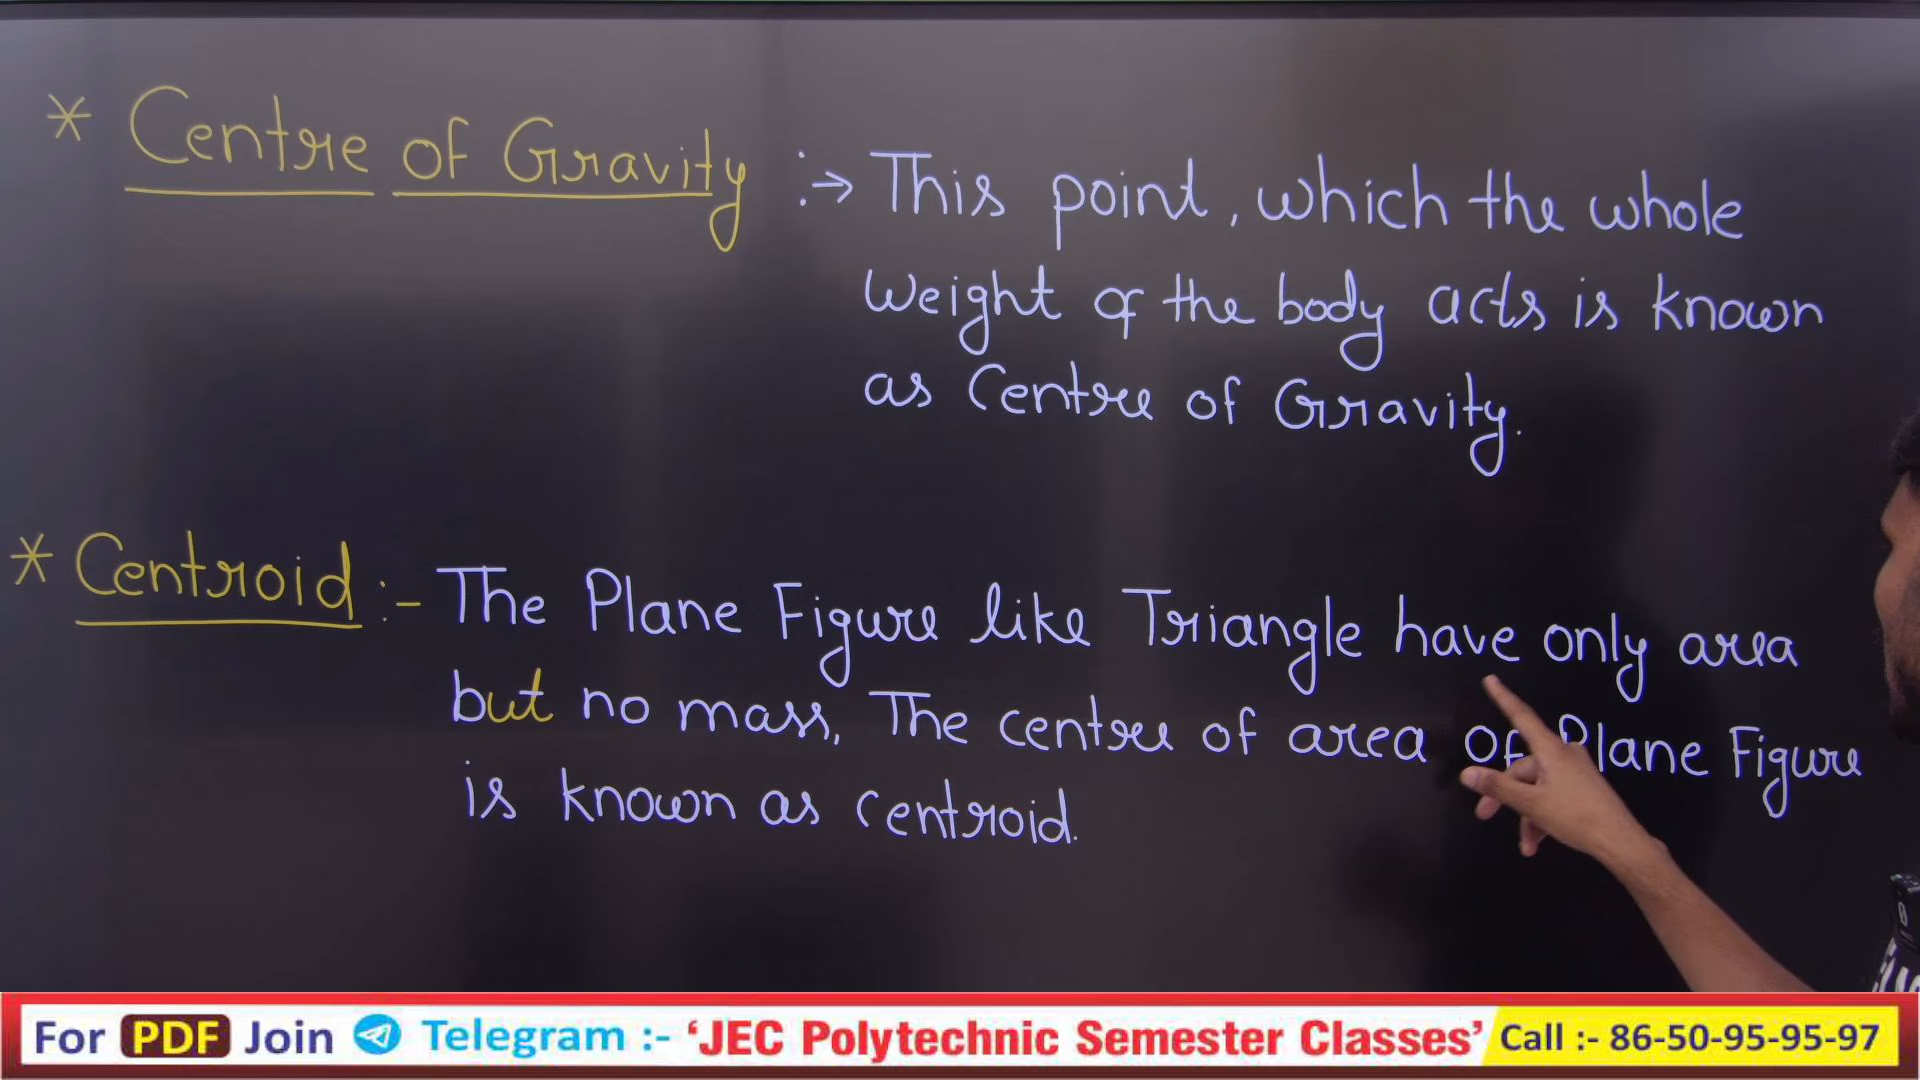 * Centre of Gravity :→ This point, which the whole
weight of the body acts is known
as Centre of Gravity.
* Centroid :- The Plane Figure like Triangle have only area
but no mass, The centre of area of Plane Figure
is known as centroid.
For PDF Join Telegram :- ‘JEC Polytechnic Semester Classes’ Call :- 86-50-95-95-97